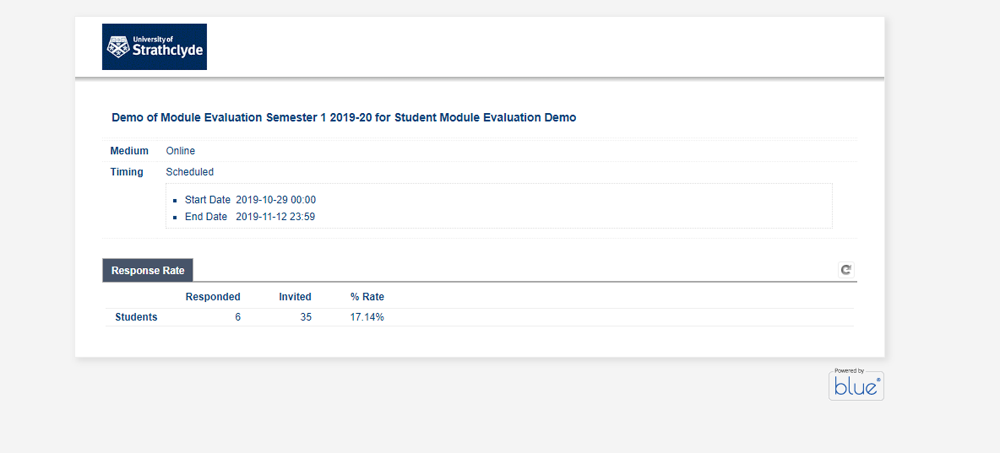 University of
Strathclyde
Demo of Module Evaluation Semester 1 2019-20 for Student Module Evaluation Demo
Medium Online
Timing Scheduled
Start Date 2019-10-29 00:00
End Date 2019-11-12 23:59
Response Rate
Responded Invited % Rate
Students 6 35 17.14%
Powered by
blue®